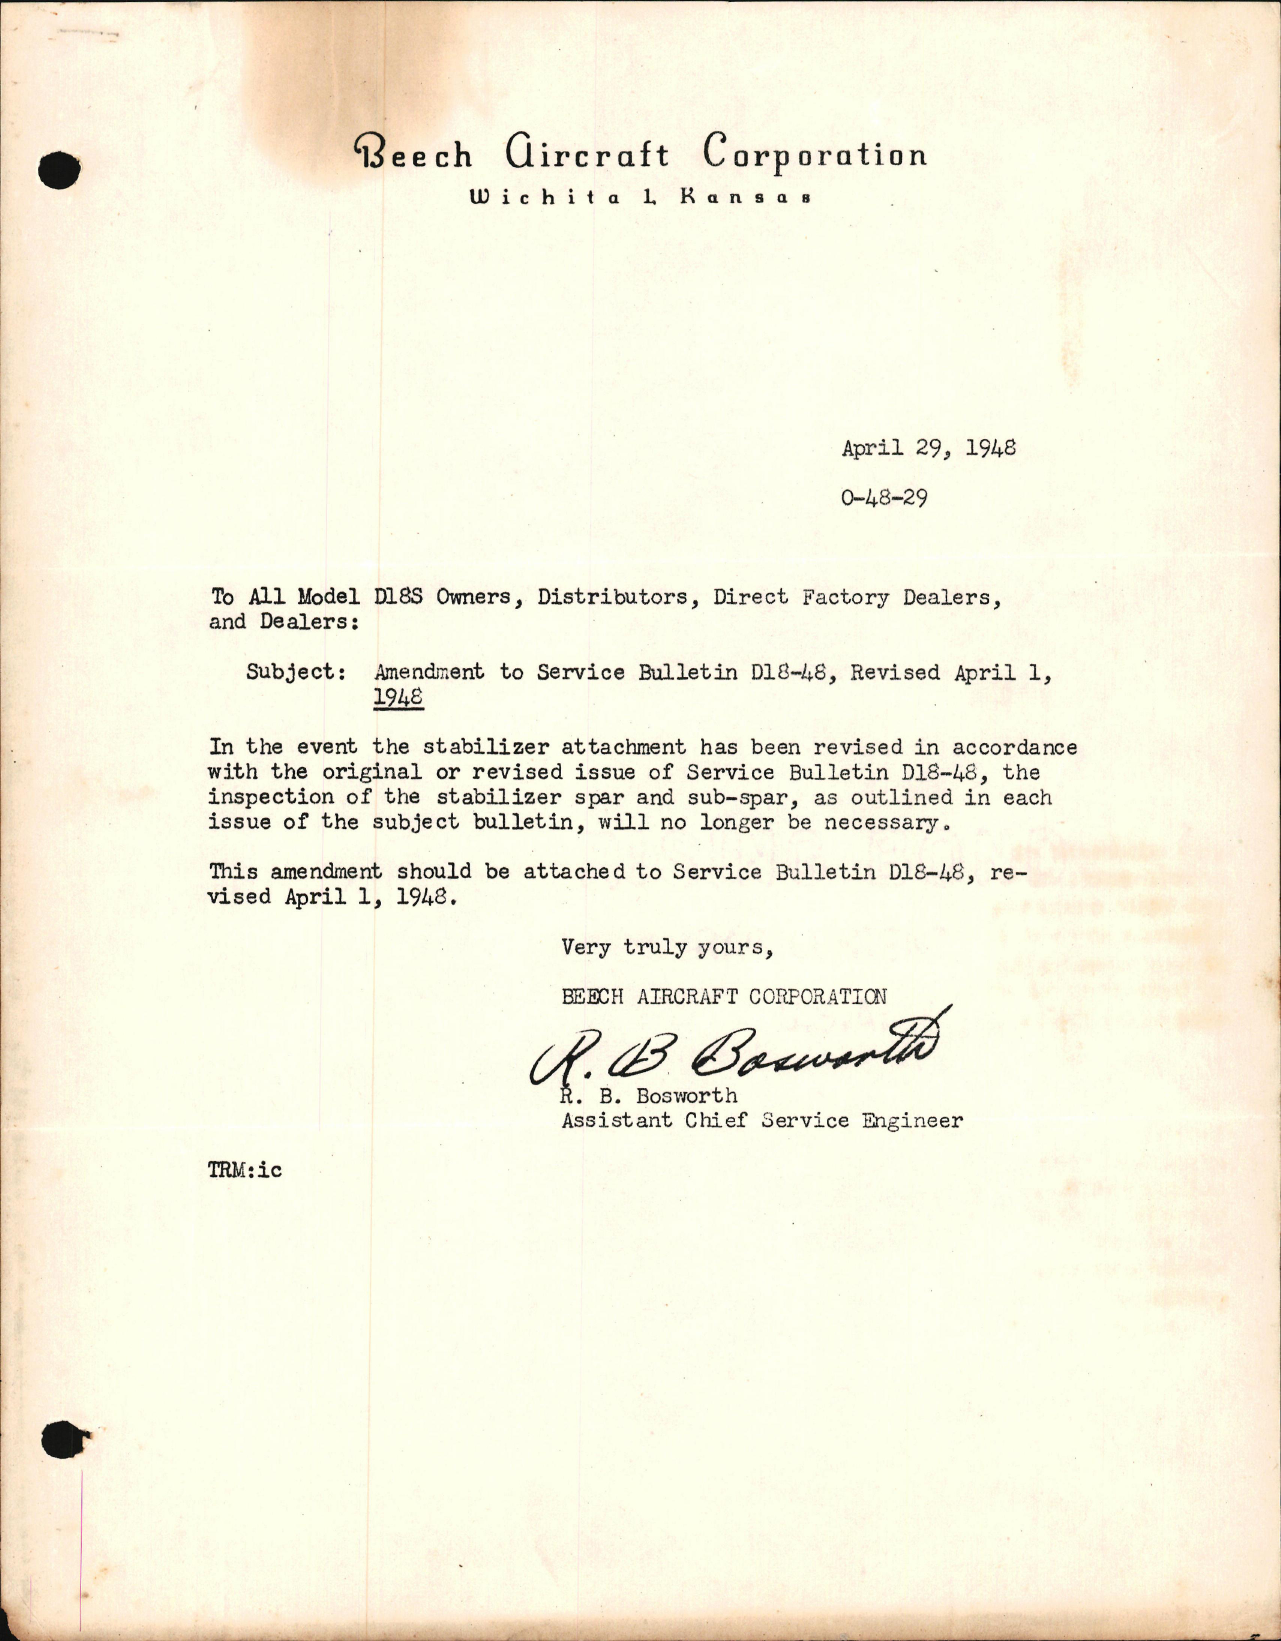 Beech Aircraft Corporation
Wichita 1, Kansas
April 29, 1948
O-48-29
To All Model D18S Owners, Distributors, Direct Factory Dealers,
and Dealers:
Subject: Amendment to Service Bulletin D18-48, Revised April 1,
1948
In the event the stabilizer attachment has been revised in accordance
with the original or revised issue of Service Bulletin D18-48, the
inspection of the stabilizer spar and sub-spar, as outlined in each
issue of the subject bulletin, will no longer be necessary.
This amendment should be attached to Service Bulletin D18-48, re-
vised April 1, 1948.
Very truly yours,
BEECH AIRCRAFT CORPORATION
R. B Bosworth
R. B. Bosworth
Assistant Chief Service Engineer
TRM:ic